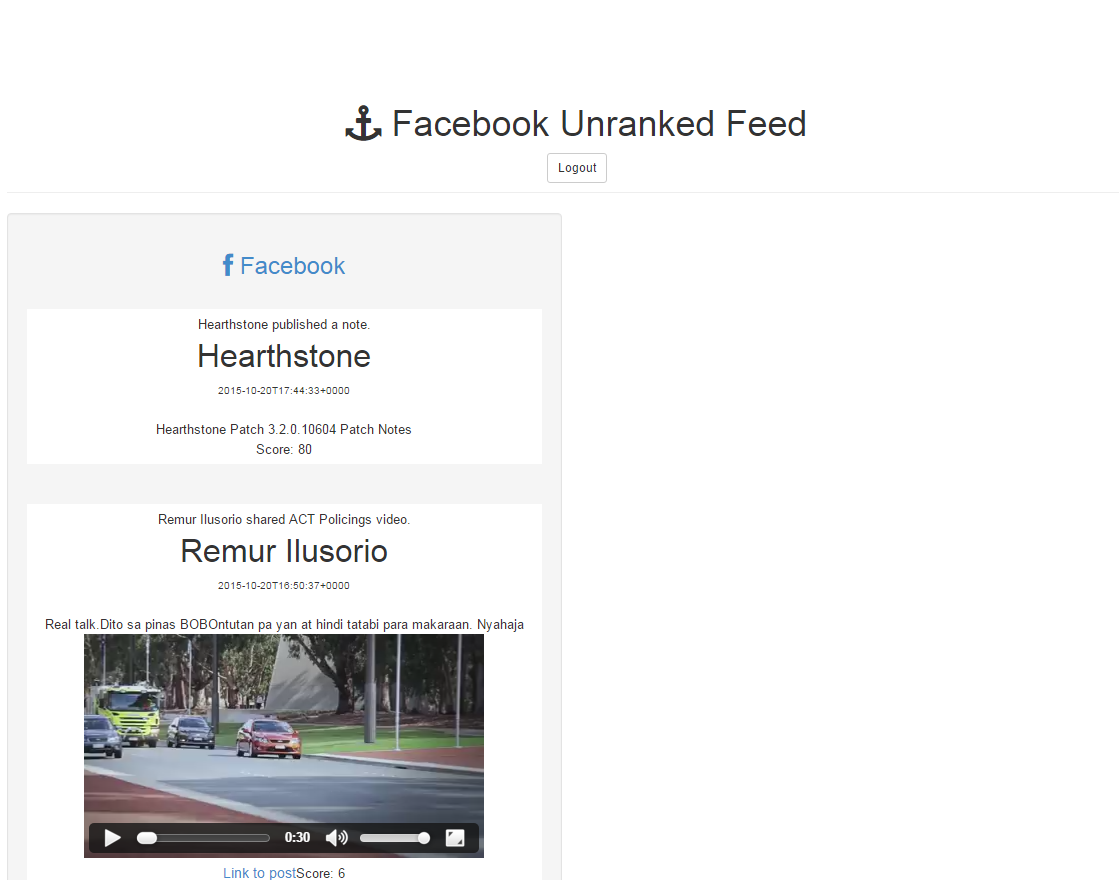 Facebook Unranked Feed
Logout
Facebook
Hearthstone published a note.
Hearthstone
2015-10-20T17:44:33+0000
Hearthstone Patch 3.2.0.10604 Patch Notes
Score: 80
Remur Ilusorio shared ACT Policings video.
Remur Ilusorio
2015-10-20T16:50:37+0000
Real talk.Dito sa pinas BOBOntutan pa yan at hindi tatabi para makaraan. Nyahaja
0:30
Link to postScore: 6